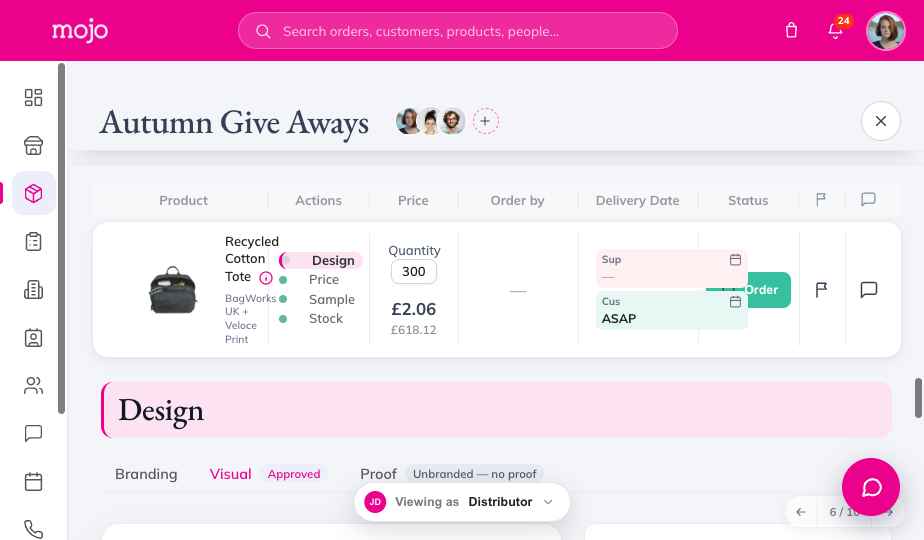 mojo
Search orders, customers, products, people...
24
Autumn Give Aways
Product Actions Price Order by Delivery Date Status
Recycled
Cotton
Tote
BagWorks
UK +
Veloce
Print
Design
Price
Sample
Stock
Quantity
300
£2.06
£618.12
—
Sup
—
Cus
ASAP
Order
Design
Branding Visual Approved Proof Unbranded — no proof
JD Viewing as Distributor
6 /